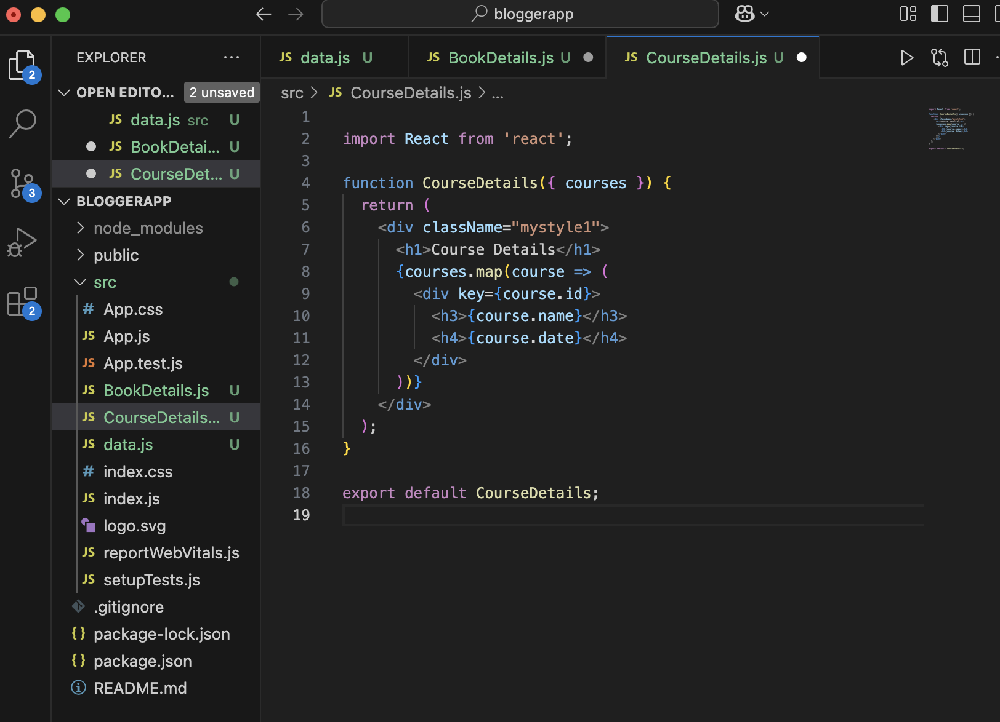 bloggerapp
EXPLORER
2
OPEN EDITO... 2 unsaved
JS data.js src U
JS BookDetai... U
JS CourseDet... U
3
BLOGGERAPP
node_modules
public
src
2
# App.css
JS App.js
JS App.test.js
JS BookDetails.js U
JS CourseDetails... U
JS data.js U
# index.css
JS index.js
logo.svg
JS reportWebVitals.js
JS setupTests.js
.gitignore
{} package-lock.json
{} package.json
README.md
JS data.js U JS BookDetails.js U JS CourseDetails.js U
src > JS CourseDetails.js > ...
1
2 import React from 'react';
3
4 function CourseDetails({ courses }) {
5 return (
6 <div className="mystyle1">
7 <h1>Course Details</h1>
8 {courses.map(course => (
9 <div key={course.id}>
10 <h3>{course.name}</h3>
11 <h4>{course.date}</h4>
12 </div>
13 ))}
14 </div>
15 );
16 }
17
18 export default CourseDetails;
19